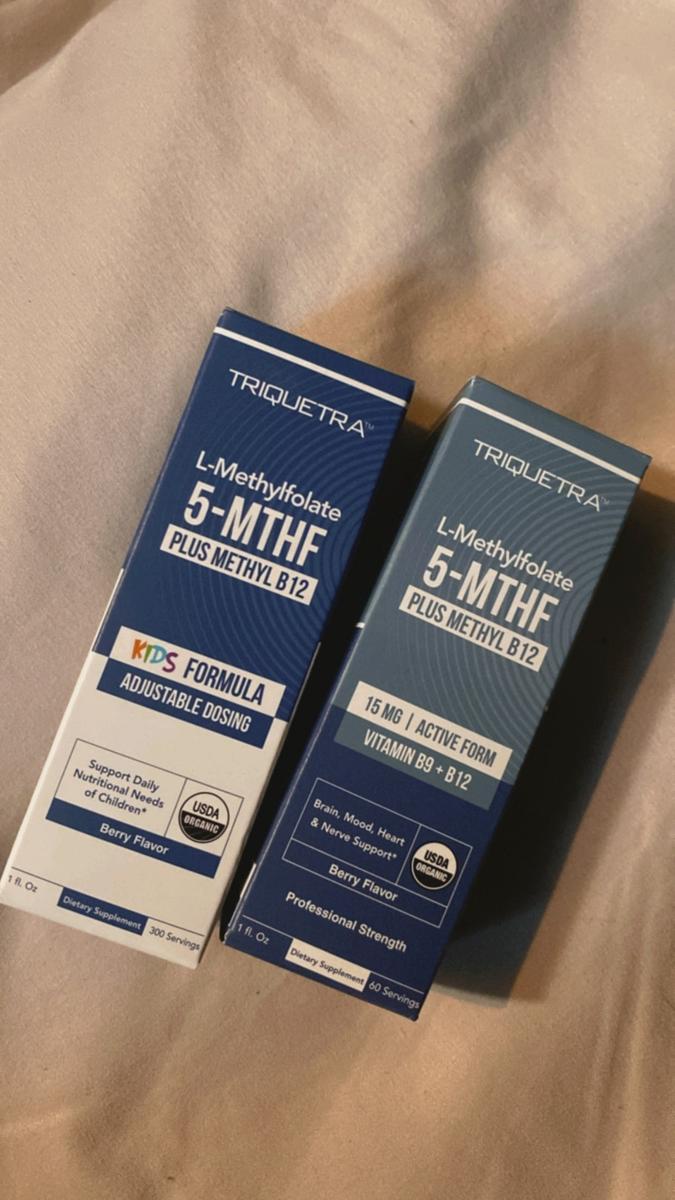 TRIQUETRA™
L-Methylfolate
5-MTHF
PLUS METHYL B12
KIDS FORMULA
ADJUSTABLE DOSING
Support Daily
Nutritional Needs
of Children*
USDA
ORGANIC
Berry Flavor
1 fl. Oz
Dietary Supplement
300 Servings
TRIQUETRA™
L-Methylfolate
5-MTHF
PLUS METHYL B12
15 MG | ACTIVE FORM
VITAMIN B9 + B12
Brain, Mood, Heart
& Nerve Support*
USDA
ORGANIC
Berry Flavor
Professional Strength
1 fl. Oz
Dietary Supplement
60 Servings